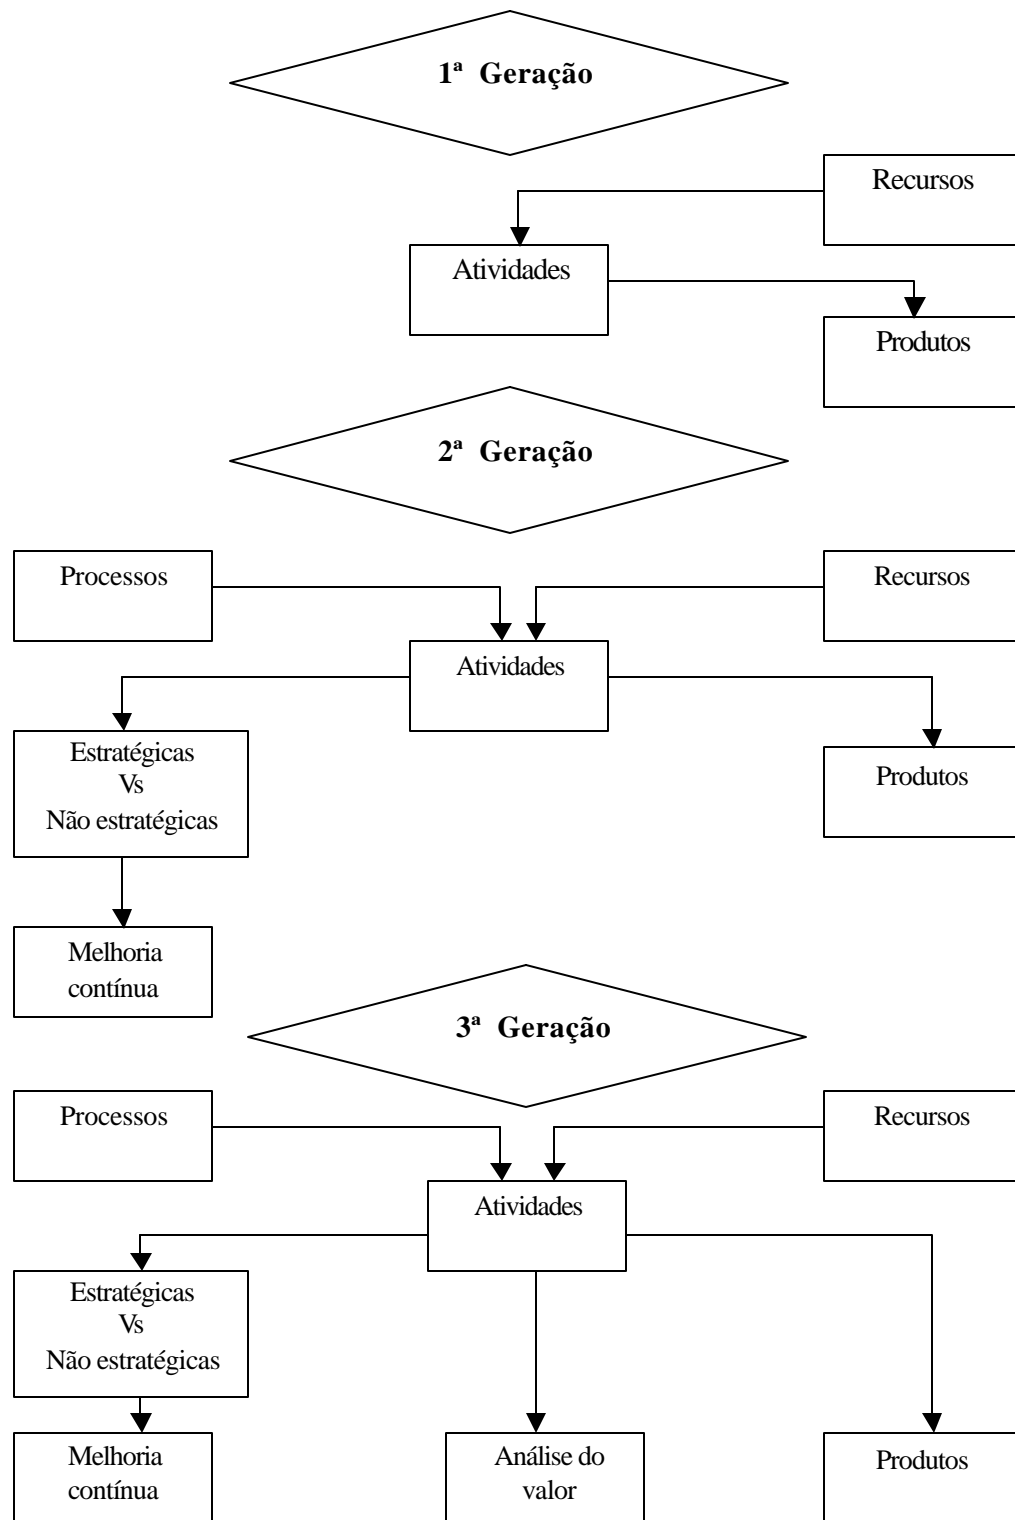 1ª Geração
Recursos
Atividades
Produtos
2ª Geração
Processos
Recursos
Atividades
Estratégicas
Vs
Não estratégicas
Produtos
Melhoria
contínua
3ª Geração
Processos
Recursos
Atividades
Estratégicas
Vs
Não estratégicas
Melhoria
contínua
Análise do
valor
Produtos